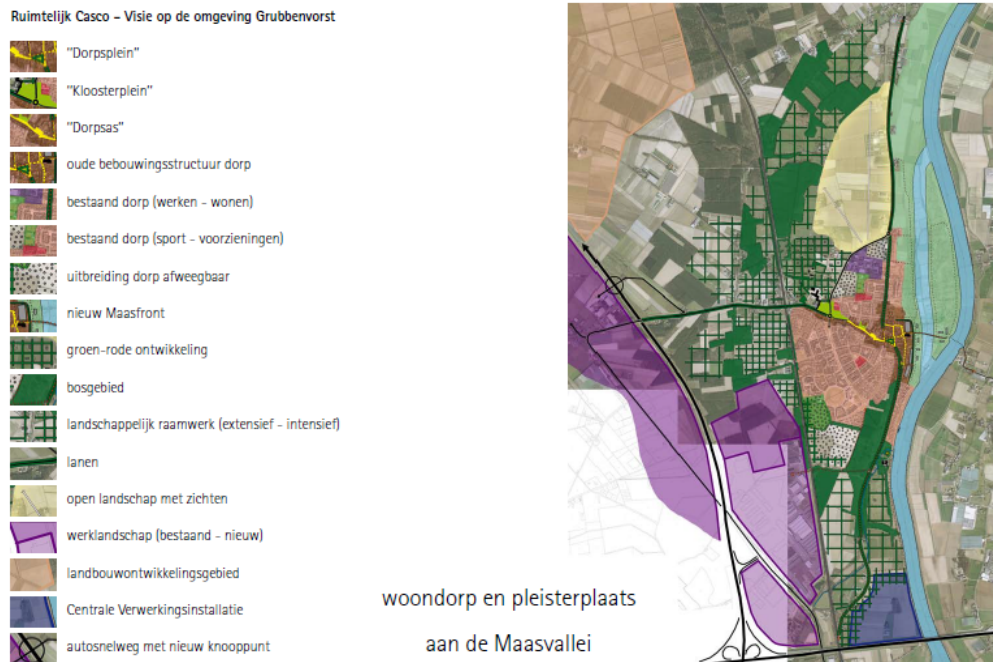 Ruimtelijk Casco – Visie op de omgeving Grubbenvorst
"Dorpsplein"
"Kloosterplein"
"Dorpsas"
oude bebouwingsstructuur dorp
bestaand dorp (werken - wonen)
bestaand dorp (sport - voorzieningen)
uitbreiding dorp afweegbaar
nieuw Maasfront
groen-rode ontwikkeling
bosgebied
landschappelijk raamwerk (extensief - intensief)
lanen
open landschap met zichten
werklandschap (bestaand - nieuw)
landbouwontwikkelingsgebied
Centrale Verwerkingsinstallatie
autosnelweg met nieuw knooppunt
woondorp en pleisterplaats
aan de Maasvallei